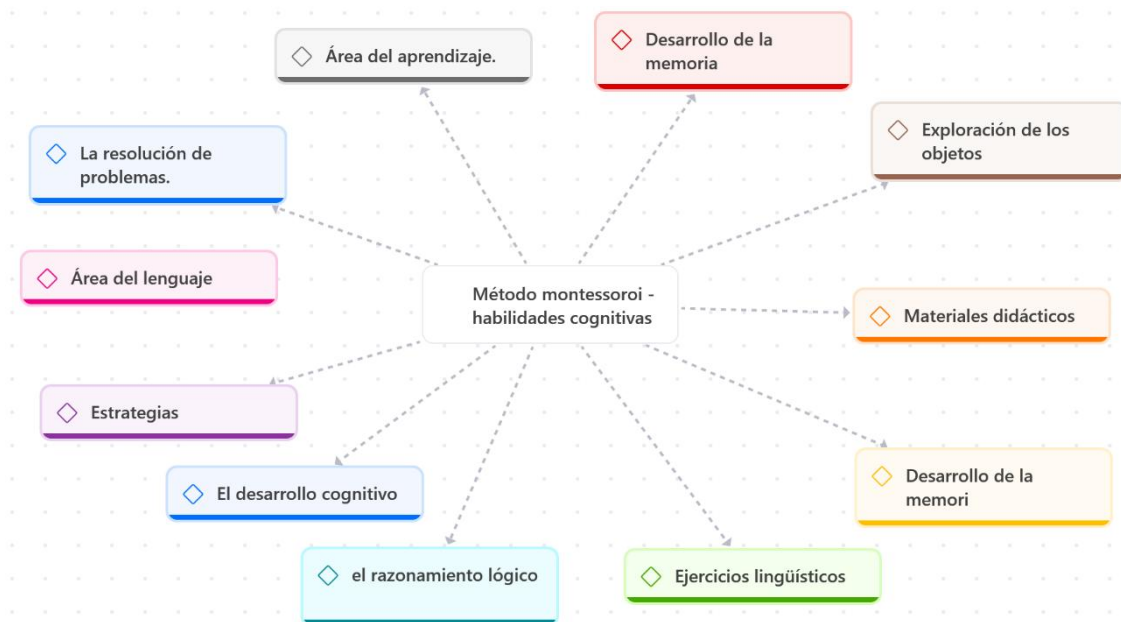 Área del aprendizaje.
Desarrollo de la
memoria
Exploración de los
objetos
La resolución de
problemas.
Área del lenguaje
Método montessoroi -
habilidades cognitivas
Materiales didácticos
Estrategias
El desarrollo cognitivo
Desarrollo de la
memori
el razonamiento lógico
Ejercicios lingüísticos